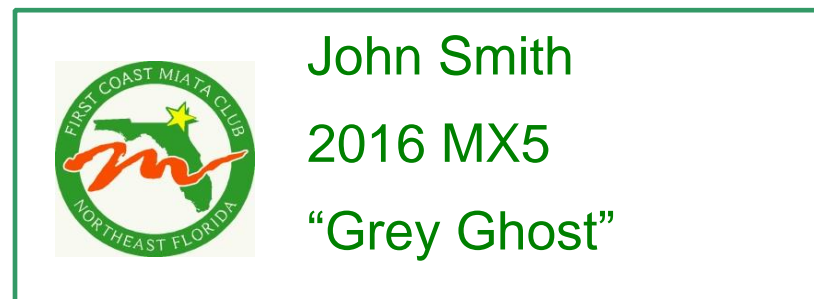 FIRST COAST MIATA CLUB
NORTHEAST FLORIDA
John Smith
2016 MX5
“Grey Ghost”